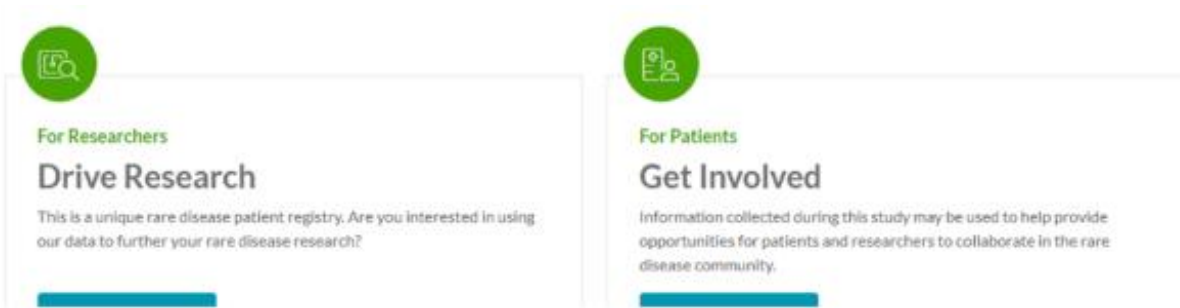 For Researchers
Drive Research
This is a unique rare disease patient registry. Are you interested in using
our data to further your rare disease research?
For Patients
Get Involved
Information collected during this study may be used to help provide
opportunities for patients and researchers to collaborate in the rare
disease community.